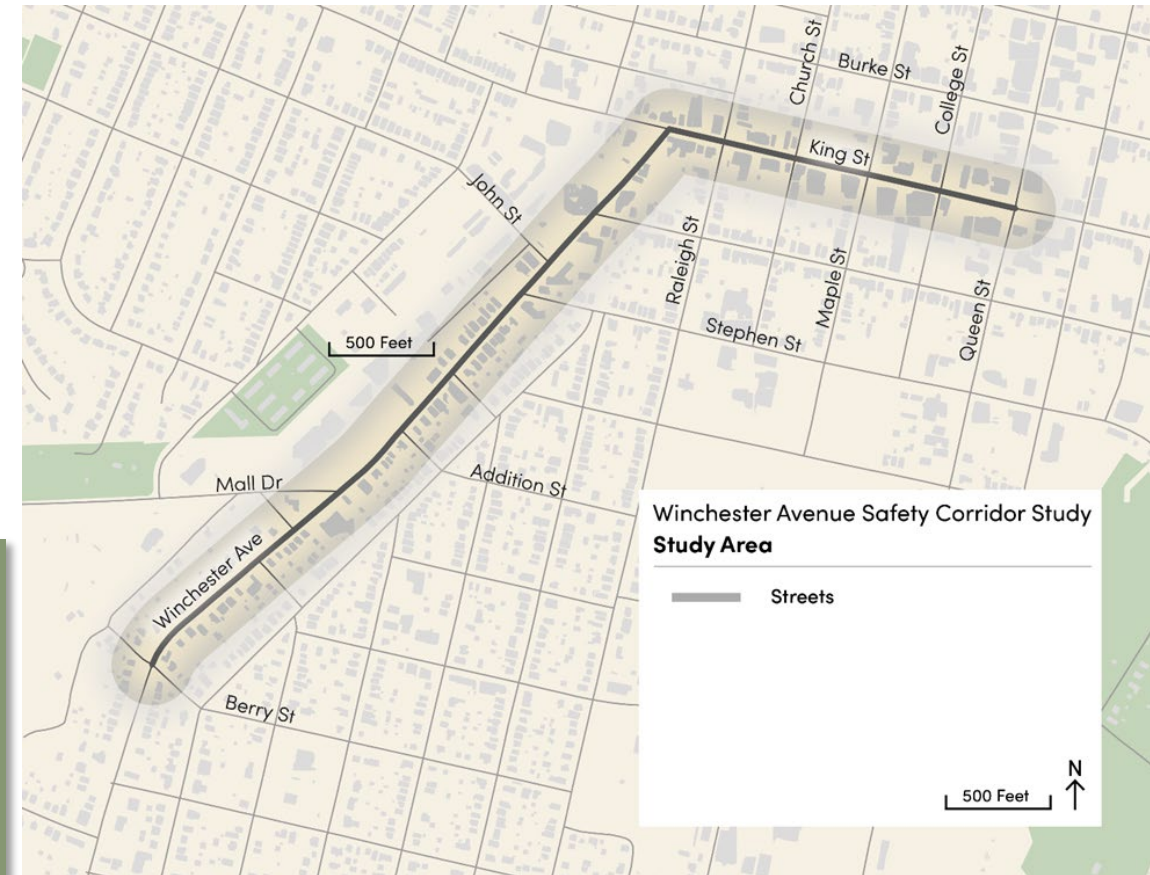 Church St
Burke St
College St
King St
John St
Raleigh St
Maple St
Queen St
Stephen St
500 Feet
Mall Dr
Addition St
Winchester Ave
Berry St
Winchester Avenue Safety Corridor Study
Study Area
Streets
N
500 Feet